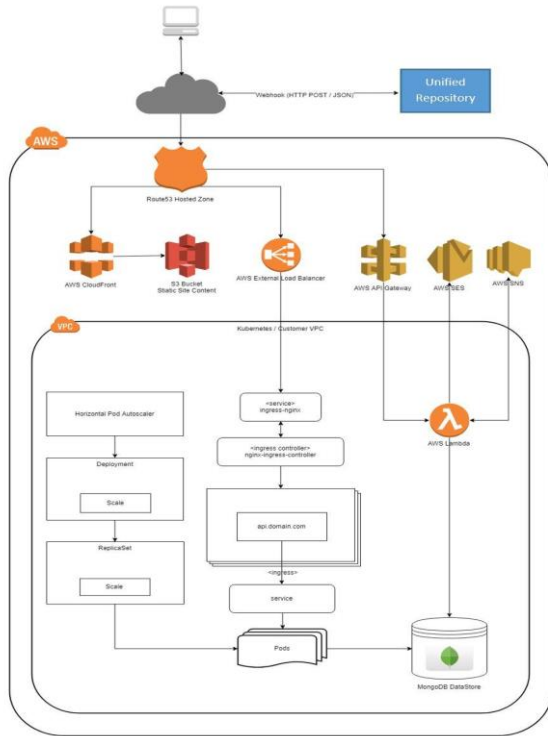 Webhook (HTTP POST / JSON)
Unified
Repository
AWS
Route53 Hosted Zone
AWS CloudFront
S3 Bucket
Static Site Content
AWS External Load Balancer
AWS API Gateway
AWS SES
AWS SNS
VPC
Kubernetes / Customer VPC
Horizontal Pod Autoscaler
<service>
ingress-nginx
AWS Lambda
<ingress controller>
nginx-ingress-controller
Deployment
Scale
api.domain.com
ReplicaSet
<ingress>
Scale
service
Pods
MongoDB DataStore